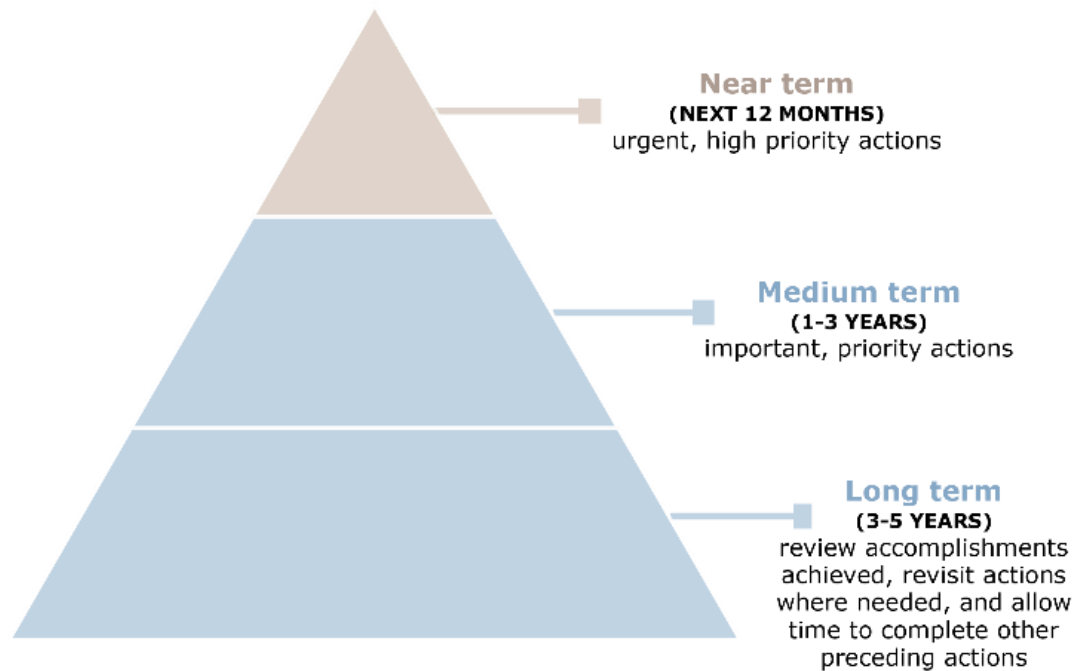 Near term
(NEXT 12 MONTHS)
urgent, high priority actions
Medium term
(1-3 YEARS)
important, priority actions
Long term
(3-5 YEARS)
review accomplishments
achieved, revisit actions
where needed, and allow
time to complete other
preceding actions